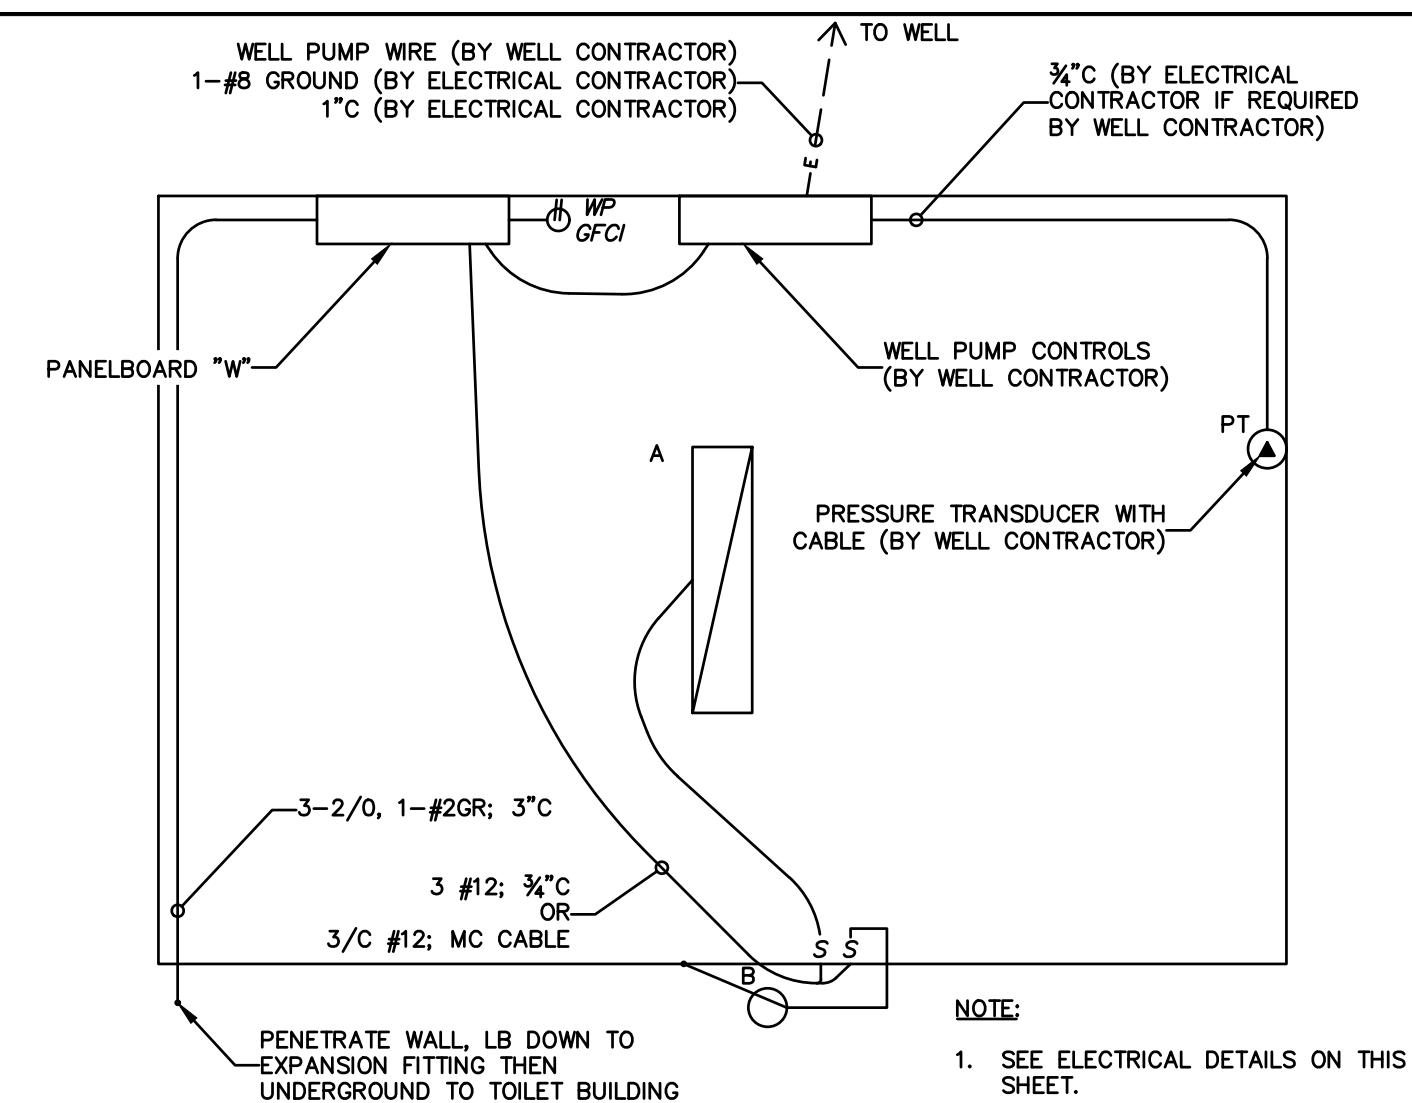 TO WELL
WELL PUMP WIRE (BY WELL CONTRACTOR)
1-#8 GROUND (BY ELECTRICAL CONTRACTOR)
1"C (BY ELECTRICAL CONTRACTOR)
¾"C (BY ELECTRICAL
CONTRACTOR IF REQUIRED
BY WELL CONTRACTOR)
E
WP
GFCI
PANELBOARD "W"
WELL PUMP CONTROLS
(BY WELL CONTRACTOR)
PT
A
PRESSURE TRANSDUCER WITH
CABLE (BY WELL CONTRACTOR)
3-2/0, 1-#2GR; 3"C
3 #12; ¾"C
OR
3/C #12; MC CABLE
S S
B
PENETRATE WALL, LB DOWN TO
EXPANSION FITTING THEN
UNDERGROUND TO TOILET BUILDING
NOTE:
1. SEE ELECTRICAL DETAILS ON THIS
SHEET.